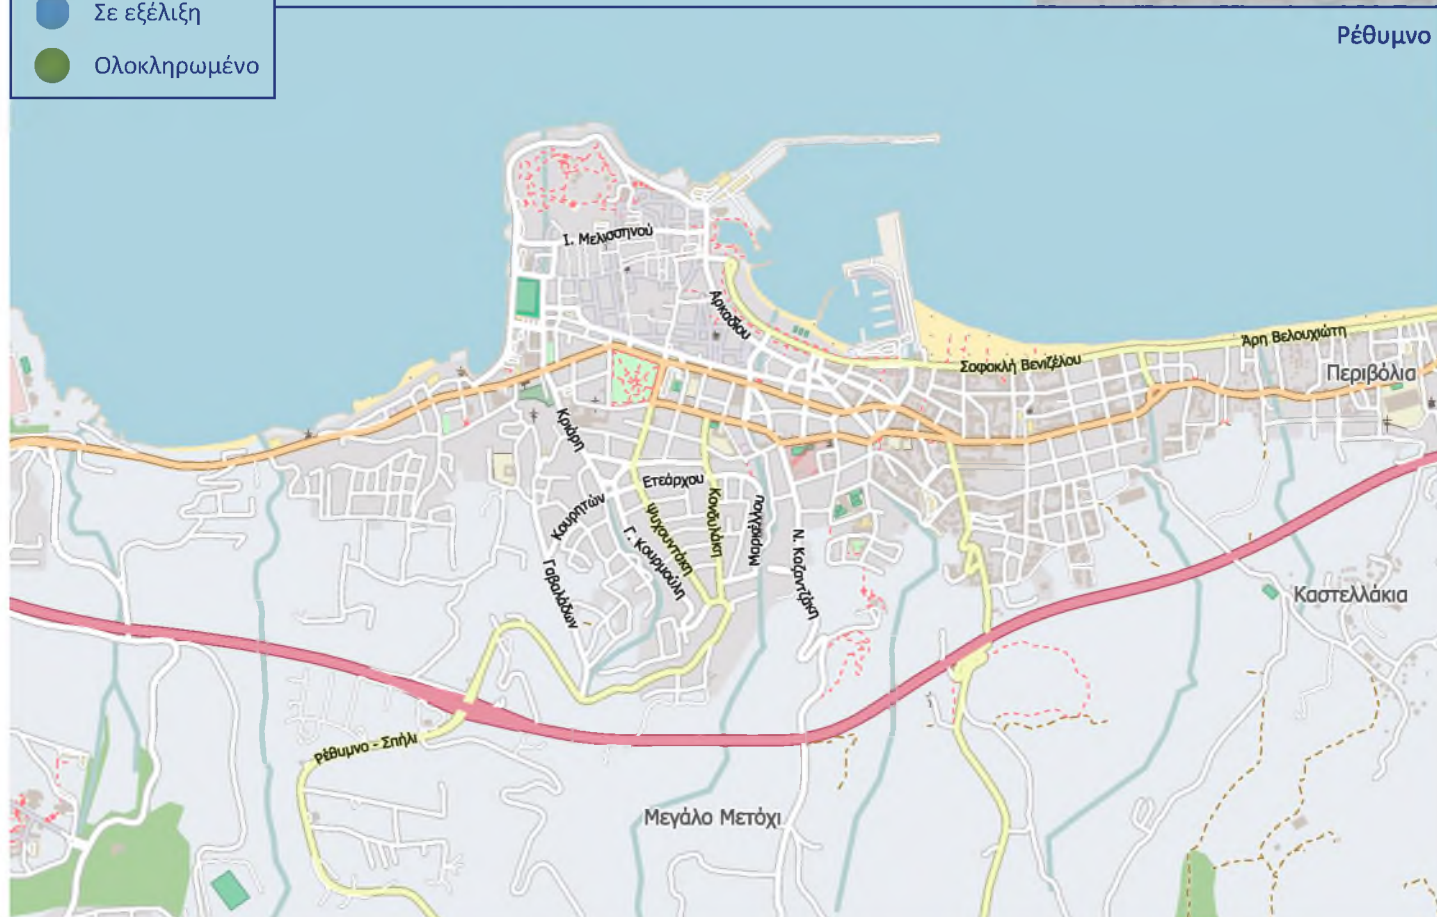 Σε εξέλιξη
Ολοκληρωμένο
Ρέθυμνο
Ι. Μελισσηνού
Αρκαδίου
Σοφοκλή Βενιζέλου
Άρη Βελουχιώτη
Περιβόλια
Κριάρη
Ετεάρχου
Κουρητών
Ψυχουντάκη
Κονδυλάκη
Μαρκέλλου
Γ. Κουρμούλη
Ν. Καζαντζάκη
Γαβαλάδων
Καστελλάκια
Ρέθυμνο - Σπήλι
Μεγάλο Μετόχι